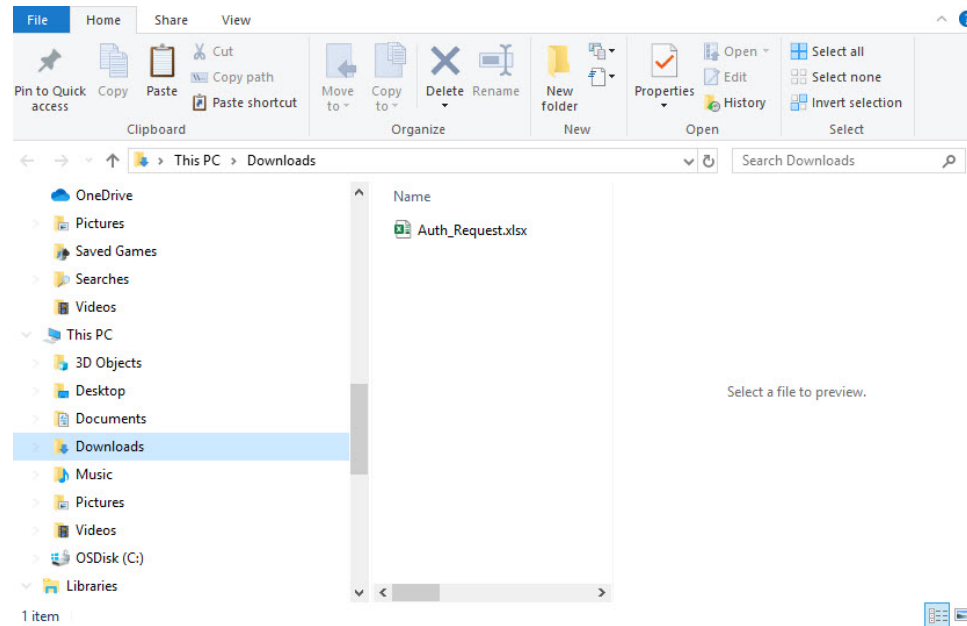 File Home Share View
Pin to Quick access
Copy
Paste
Cut
Copy path
Paste shortcut
Clipboard
Move to
Copy to
Delete
Rename
Organize
New folder
New
Properties
Open
Edit
History
Open
Select all
Select none
Invert selection
Select
This PC > Downloads
Search Downloads
OneDrive
Pictures
Saved Games
Searches
Videos
This PC
3D Objects
Desktop
Documents
Downloads
Music
Pictures
Videos
OSDisk (C:)
Libraries
Name
Auth_Request.xlsx
Select a file to preview.
1 item